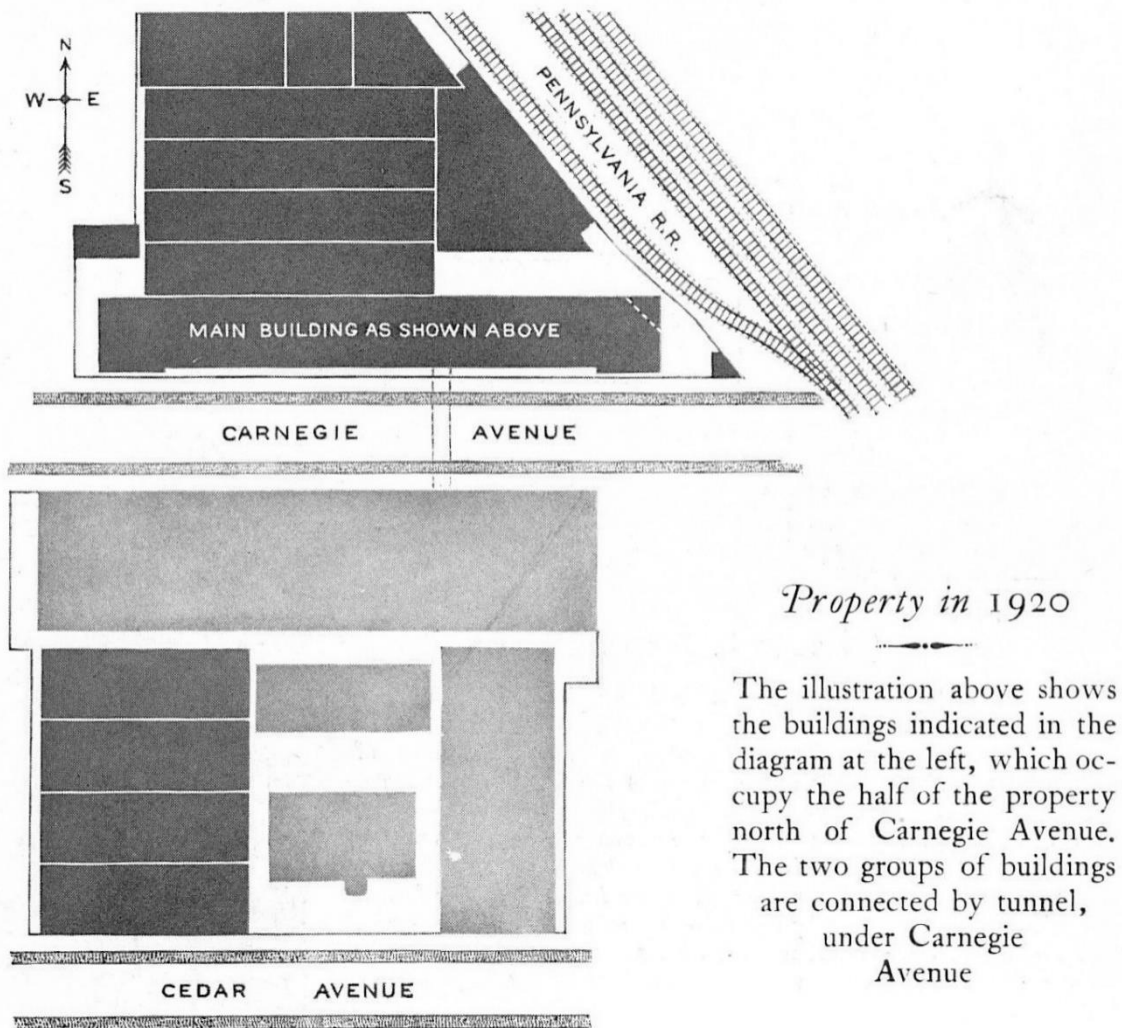 N
W E
S
PENNSYLVANIA R.R.
MAIN BUILDING AS SHOWN ABOVE
CARNEGIE AVENUE
Property in 1920
The illustration above shows
the buildings indicated in the
diagram at the left, which oc-
cupy the half of the property
north of Carnegie Avenue.
The two groups of buildings
are connected by tunnel,
under Carnegie
Avenue
CEDAR AVENUE